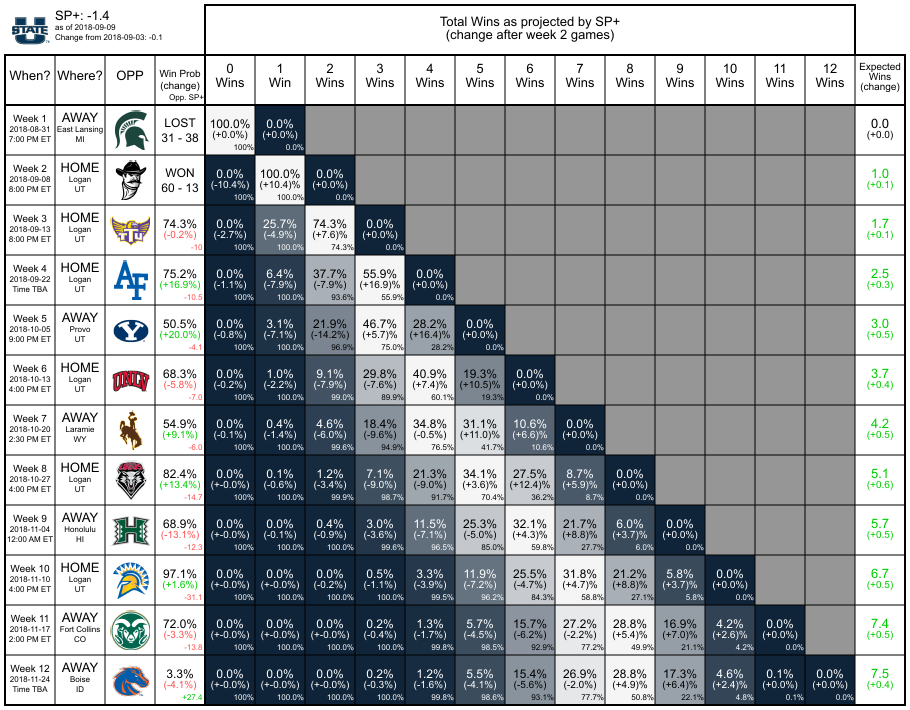 SP+: -1.4
as of 2018-09-09
Change from 2018-09-03: -0.1
STATE
Total Wins as projected by SP+
(change after week 2 games)
When? Where? OPP Win Prob (change) Opp. SP+ 0 Wins 1 Win 2 Wins 3 Wins 4 Wins 5 Wins 6 Wins 7 Wins 8 Wins 9 Wins 10 Wins 11 Wins 12 Wins Expected Wins (change)
Week 1 AWAY LOST 100.0% 0.0% 0.0
2018-08-31 East Lansing 31 - 38 (+0.0%) (+0.0%) (+0.0)
7:00 PM ET MI 100% 0.0%
Week 2 HOME WON 0.0% 100.0% 0.0% 1.0
2018-09-08 Logan 60 - 13 (-10.4%) (+10.4)% (+0.0%) (+0.1)
8:00 PM ET UT 100% 100.0% 0.0%
Week 3 HOME 74.3% 0.0% 25.7% 74.3% 0.0% 1.7
2018-09-13 Logan TTU (-0.2%) (-2.7%) (-4.9%) (+7.6)% (+0.0%) (+0.1)
8:00 PM ET UT -10 100% 100.0% 74.3% 0.0%
Week 4 HOME AF 75.2% 0.0% 6.4% 37.7% 55.9% 0.0% 2.5
2018-09-22 Logan (+16.9%) (-1.1%) (-7.9%) (-7.9%) (+16.9)% (+0.0%) (+0.3)
Time TBA UT -10.5 100% 100.0% 93.6% 55.9% 0.0%
Week 5 AWAY Y 50.5% 0.0% 3.1% 21.9% 46.7% 28.2% 0.0% 3.0
2018-10-05 Provo (+20.0%) (-0.8%) (-7.1%) (-14.2%) (+5.7)% (+16.4)% (+0.0%) (+0.5)
9:00 PM ET UT -4.1 100% 100.0% 96.9% 75.0% 28.2% 0.0%
Week 6 HOME UNLV 68.3% 0.0% 1.0% 9.1% 29.8% 40.9% 19.3% 0.0% 3.7
2018-10-13 Logan (-5.8%) (-0.2%) (-2.2%) (-7.9%) (-7.6%) (+7.4)% (+10.5)% (+0.0%) (+0.4)
4:00 PM ET UT -7.0 100% 100.0% 99.0% 89.9% 60.1% 19.3% 0.0%
Week 7 AWAY 54.9% 0.0% 0.4% 4.6% 18.4% 34.8% 31.1% 10.6% 0.0% 4.2
2018-10-20 Laramie (+9.1%) (-0.1%) (-1.4%) (-6.0%) (-9.6%) (-0.5%) (+11.0)% (+6.6)% (+0.0%) (+0.5)
2:30 PM ET WY -6.0 100% 100.0% 99.6% 94.9% 76.5% 41.7% 10.6% 0.0%
Week 8 HOME 82.4% 0.0% 0.1% 1.2% 7.1% 21.3% 34.1% 27.5% 8.7% 0.0% 5.1
2018-10-27 Logan (+13.4%) (+-0.0%) (-0.6%) (-3.4%) (-9.0%) (-9.0%) (+3.6)% (+12.4)% (+5.9)% (+0.0%) (+0.6)
4:00 PM ET UT -14.7 100% 100.0% 99.9% 98.7% 91.7% 70.4% 36.2% 8.7% 0.0%
Week 9 AWAY H 68.9% 0.0% 0.0% 0.4% 3.0% 11.5% 25.3% 32.1% 21.7% 6.0% 0.0% 5.7
2018-11-04 Honolulu (-13.1%) (+-0.0%) (-0.1%) (-0.9%) (-3.6%) (-7.1%) (-5.0%) (+4.3)% (+8.8)% (+3.7)% (+0.0%) (+0.5)
12:00 AM ET HI -12.3 100% 100.0% 100.0% 99.6% 96.5% 85.0% 59.8% 27.7% 6.0% 0.0%
Week 10 HOME 97.1% 0.0% 0.0% 0.0% 0.5% 3.3% 11.9% 25.5% 31.8% 21.2% 5.8% 0.0% 6.7
2018-11-10 Logan (+1.6%) (+-0.0%) (+-0.0%) (-0.2%) (-1.1%) (-3.9%) (-7.2%) (-4.7%) (+4.7)% (+8.8)% (+3.7)% (+0.0%) (+0.5)
4:00 PM ET UT -31.1 100% 100.0% 100.0% 100.0% 99.5% 96.2% 84.3% 58.8% 27.1% 5.8% 0.0%
Week 11 AWAY 72.0% 0.0% 0.0% 0.0% 0.2% 1.3% 5.7% 15.7% 27.2% 28.8% 16.9% 4.2% 0.0% 7.4
2018-11-17 Fort Collins (-3.3%) (+-0.0%) (+-0.0%) (+-0.0%) (-0.4%) (-1.7%) (-4.5%) (-6.2%) (-2.2%) (+5.4%) (+7.0)% (+2.6)% (+0.0%) (+0.5)
2:00 PM ET CO -13.8 100% 100.0% 100.0% 100.0% 99.8% 98.5% 92.9% 77.2% 49.9% 21.1% 4.2% 0.0%
Week 12 AWAY 3.3% 0.0% 0.0% 0.0% 0.2% 1.2% 5.5% 15.4% 26.9% 28.8% 17.3% 4.6% 0.1% 0.0% 7.5
2018-11-24 Boise (-4.1%) (+-0.0%) (+-0.0%) (+-0.0%) (-0.3%) (-1.6%) (-4.1%) (-5.6%) (-2.0%) (+4.9)% (+6.4)% (+2.4)% (+0.1%) (+0.0%) (+0.4)
Time TBA ID +27.4 100% 100.0% 100.0% 100.0% 99.8% 98.6% 93.1% 77.7% 50.8% 22.1% 4.8% 0.1% 0.0%